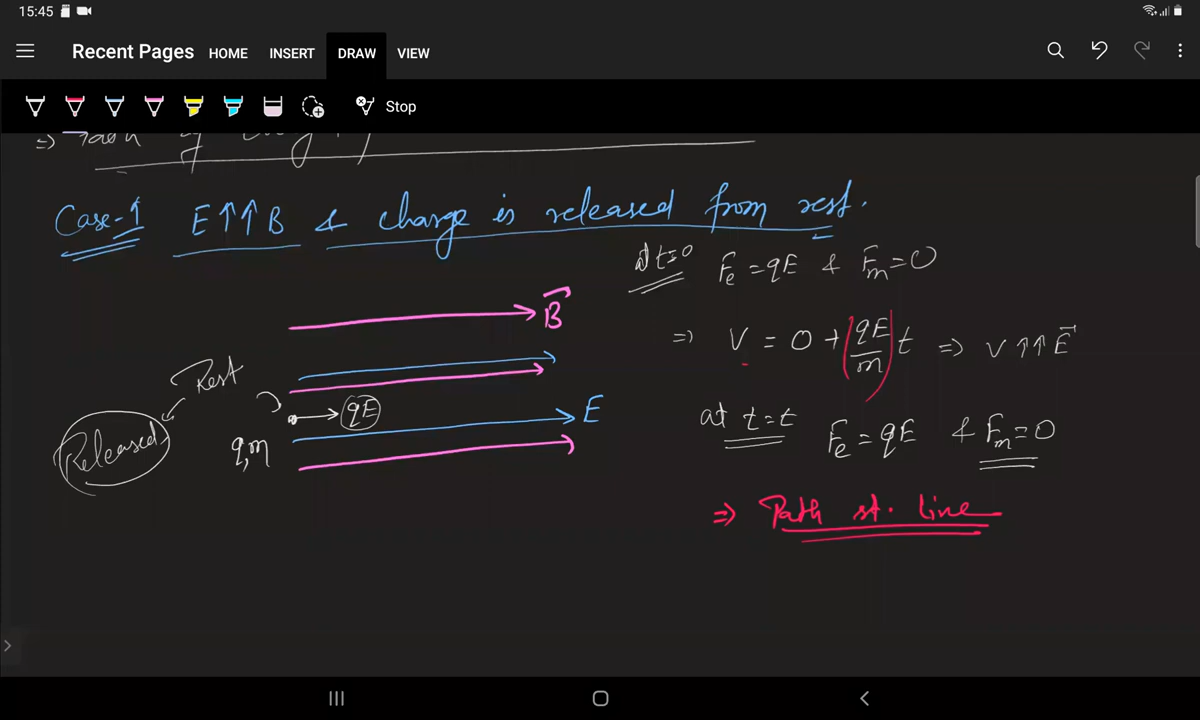 15:45
Recent Pages HOME INSERT DRAW VIEW
Stop
Case-1 E↑↑B & charge is released from rest.
at t=0 Fe = qE & Fm = 0
B⃗
⇒ V = 0 + (qE/m) t ⇒ V↑↑E⃗
Rest
qE
E
Released
q,m
at t=t Fe = qE & Fm = 0
⇒ Path st. line